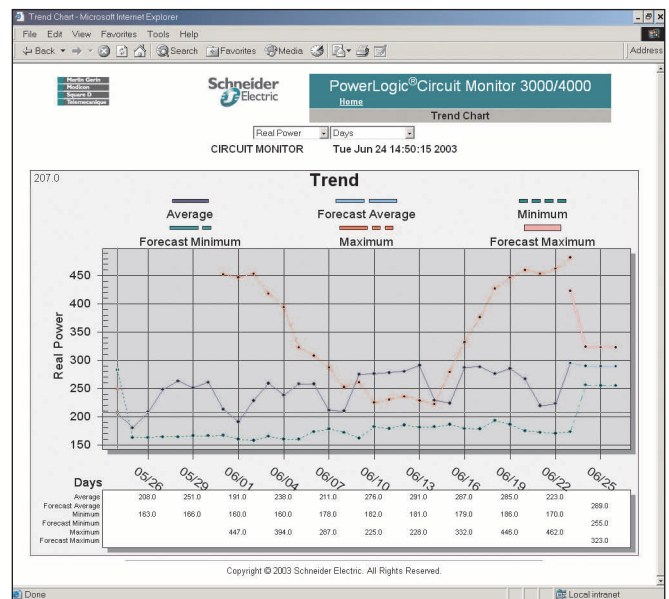 Trend Chart - Microsoft Internet Explorer
File Edit View Favorites Tools Help
Back Search Favorites Media Address
Merlin Gerin
Modicon
Square D
Telemecanique
Schneider
Electric
PowerLogic®Circuit Monitor 3000/4000
Home
Trend Chart
Real Power Days
CIRCUIT MONITOR Tue Jun 24 14:50:15 2003
207.0
Trend
Average Forecast Average Minimum
Forecast Minimum Maximum Forecast Maximum
Real Power
450
400
350
300
250
200
150
Days 05/26 05/29 06/01 06/04 06/07 06/10 06/13 06/16 06/19 06/22 06/25
Average 208.0 251.0 191.0 238.0 211.0 276.0 291.0 287.0 285.0 223.0
Forecast Average 289.0
Minimum 163.0 166.0 160.0 160.0 178.0 182.0 181.0 179.0 186.0 170.0
Forecast Minimum 255.0
Maximum 447.0 394.0 287.0 225.0 228.0 332.0 446.0 462.0
Forecast Maximum 323.0
Copyright © 2003 Schneider Electric. All Rights Reserved.
Done Local intranet